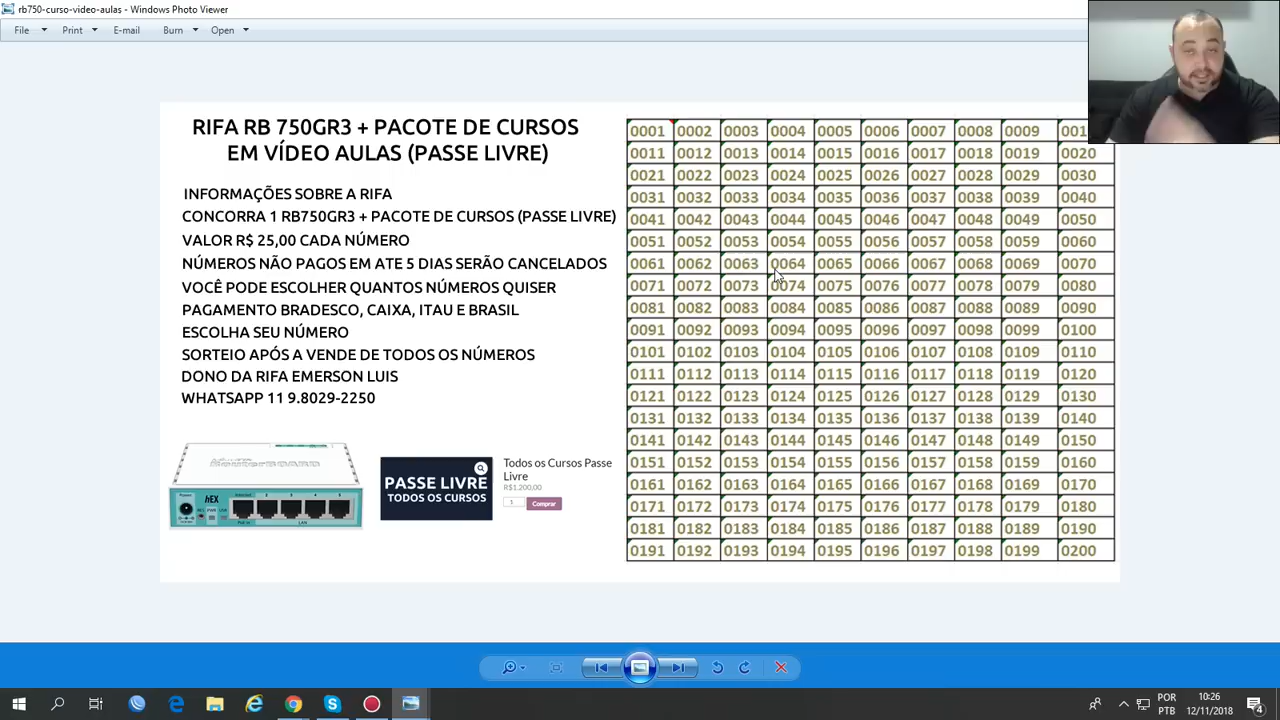 rb750-curso-video-aulas - Windows Photo Viewer
File Print E-mail Burn Open
RIFA RB 750GR3 + PACOTE DE CURSOS
EM VÍDEO AULAS (PASSE LIVRE)
INFORMAÇÕES SOBRE A RIFA
CONCORRA 1 RB750GR3 + PACOTE DE CURSOS (PASSE LIVRE)
VALOR R$ 25,00 CADA NÚMERO
NÚMEROS NÃO PAGOS EM ATE 5 DIAS SERÃO CANCELADOS
VOCÊ PODE ESCOLHER QUANTOS NÚMEROS QUISER
PAGAMENTO BRADESCO, CAIXA, ITAU E BRASIL
ESCOLHA SEU NÚMERO
SORTEIO APÓS A VENDE DE TODOS OS NÚMEROS
DONO DA RIFA EMERSON LUIS
WHATSAPP 11 9.8029-2250
Power
hEX
Internet 2 3 4 5
LAN
PASSE LIVRE
TODOS OS CURSOS
Todos os Cursos Passe
Livre
R$1.200,00
1 Comprar
0001 0002 0003 0004 0005 0006 0007 0008 0009 001
0011 0012 0013 0014 0015 0016 0017 0018 0019 0020
0021 0022 0023 0024 0025 0026 0027 0028 0029 0030
0031 0032 0033 0034 0035 0036 0037 0038 0039 0040
0041 0042 0043 0044 0045 0046 0047 0048 0049 0050
0051 0052 0053 0054 0055 0056 0057 0058 0059 0060
0061 0062 0063 0064 0065 0066 0067 0068 0069 0070
0071 0072 0073 0074 0075 0076 0077 0078 0079 0080
0081 0082 0083 0084 0085 0086 0087 0088 0089 0090
0091 0092 0093 0094 0095 0096 0097 0098 0099 0100
0101 0102 0103 0104 0105 0106 0107 0108 0109 0110
0111 0112 0113 0114 0115 0116 0117 0118 0119 0120
0121 0122 0123 0124 0125 0126 0127 0128 0129 0130
0131 0132 0133 0134 0135 0136 0137 0138 0139 0140
0141 0142 0143 0144 0145 0146 0147 0148 0149 0150
0151 0152 0153 0154 0155 0156 0157 0158 0159 0160
0161 0162 0163 0164 0165 0166 0167 0168 0169 0170
0171 0172 0173 0174 0175 0176 0177 0178 0179 0180
0181 0182 0183 0184 0185 0186 0187 0188 0189 0190
0191 0192 0193 0194 0195 0196 0197 0198 0199 0200
POR 10:26
PTB 12/11/2018 4